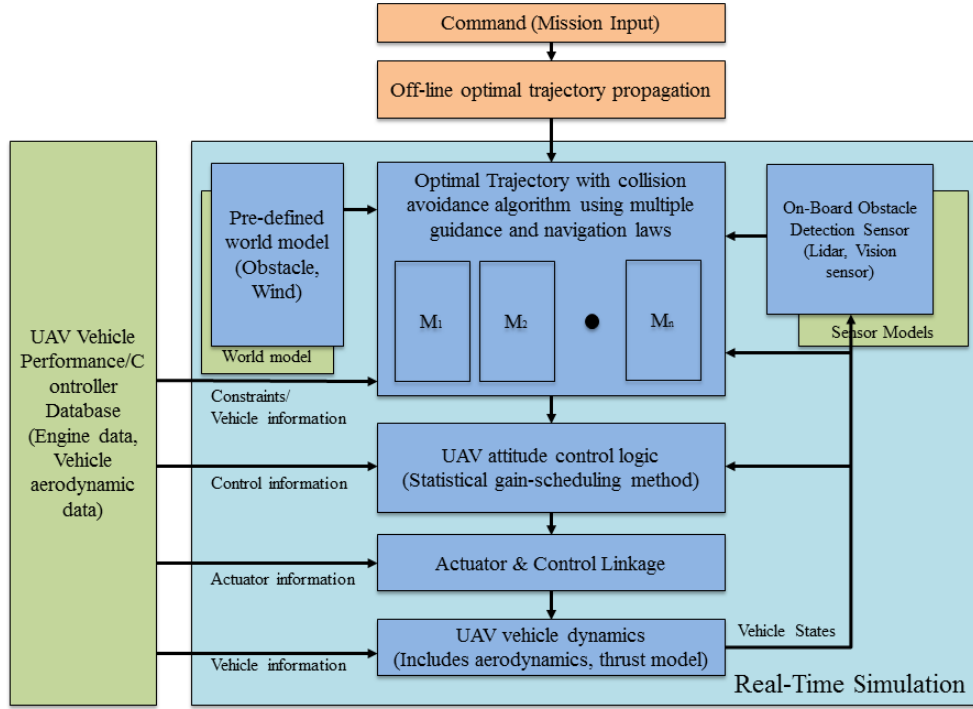 Command (Mission Input)
Off-line optimal trajectory propagation
Optimal Trajectory with collision
avoidance algorithm using multiple
guidance and navigation laws
M1
M2
Mn
Pre-defined
world model
(Obstacle,
Wind)
World model
On-Board Obstacle
Detection Sensor
(Lidar, Vision
sensor)
Sensor Models
UAV Vehicle
Performance/C
ontroller
Database
(Engine data,
Vehicle
aerodynamic
data)
Constraints/
Vehicle information
UAV attitude control logic
(Statistical gain-scheduling method)
Control information
Actuator & Control Linkage
Actuator information
UAV vehicle dynamics
(Includes aerodynamics, thrust model)
Vehicle States
Vehicle information
Real-Time Simulation